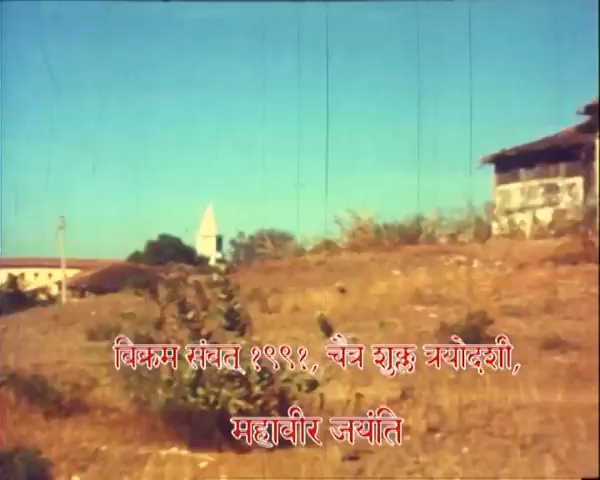 विक्रम संवत् १९९१, चैत्र शुक्ल त्रयोदशी,
महावीर जयंति